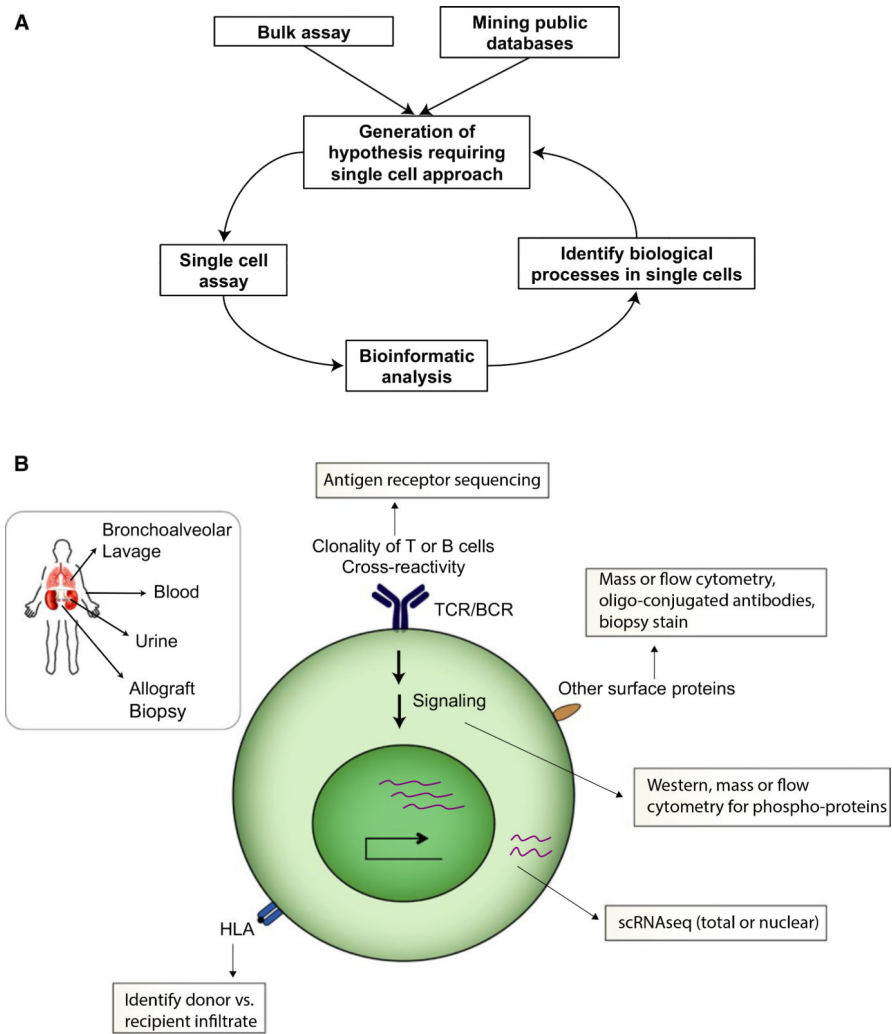 A
Bulk assay
Mining public
databases
Generation of
hypothesis requiring
single cell approach
Single cell
assay
Identify biological
processes in single cells
Bioinformatic
analysis
B
Bronchoalveolar
Lavage
Blood
Urine
Allograft
Biopsy
Antigen receptor sequencing
Clonality of T or B cells
Cross-reactivity
TCR/BCR
Mass or flow cytometry,
oligo-conjugated antibodies,
biopsy stain
Other surface proteins
Signaling
Western, mass or flow
cytometry for phospho-proteins
scRNAseq (total or nuclear)
HLA
Identify donor vs.
recipient infiltrate